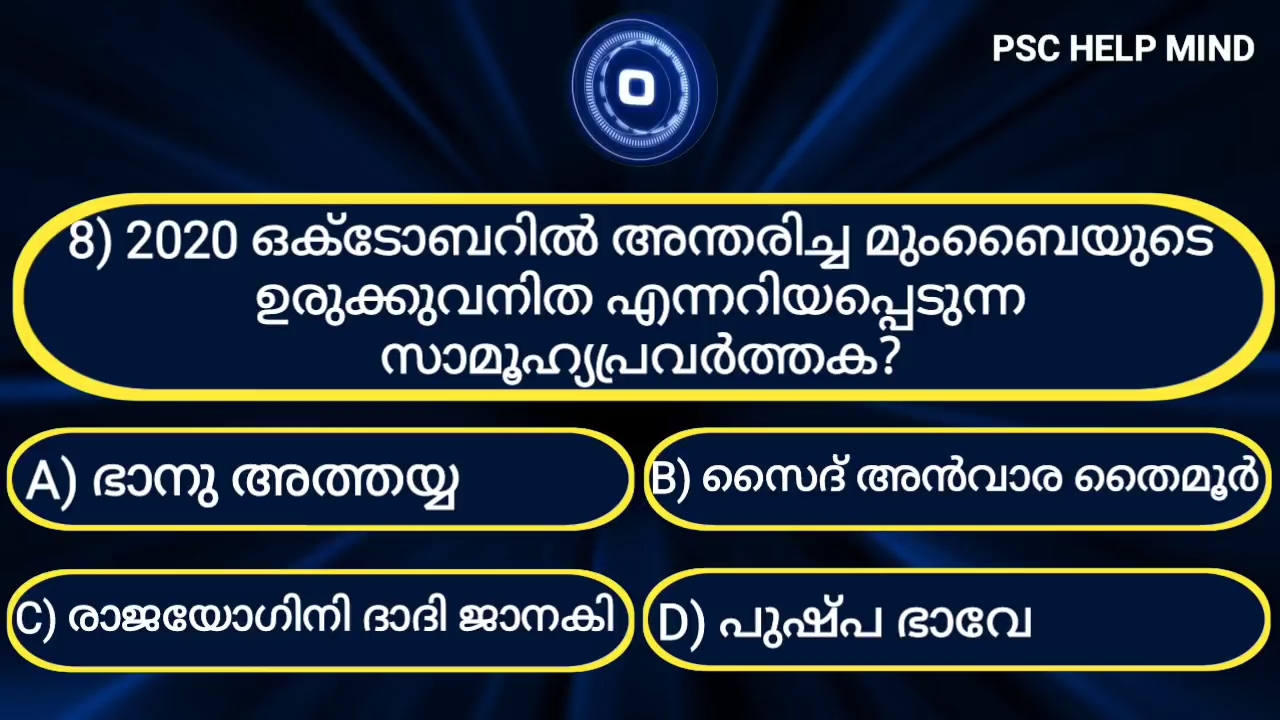 PSC HELP MIND
8) 2020 ഒക്ടോബറിൽ അന്തരിച്ച മുംബൈയുടെ
ഉരുക്കുവനിത എന്നറിയപ്പെടുന്ന
സാമൂഹ്യപ്രവർത്തക?
A) ഭാനു അത്തയ്യ
B) സൈദ് അൻവാര തൈമൂർ
C) രാജയോഗിനി ദാദി ജാനകി
D) പുഷ്പ ഭാവേ